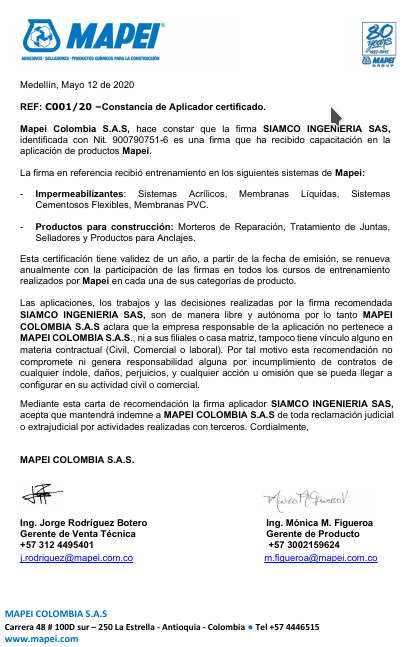 MAPEI®
ADHESIVOS - SELLADORES - PRODUCTOS QUÍMICOS PARA LA CONSTRUCCIÓN
80
years
1937-2017
MAPEI
GROUP
Medellín, Mayo 12 de 2020
REF: C001/20 –Constancia de Aplicador certificado.
Mapei Colombia S.A.S, hace constar que la firma SIAMCO INGENIERIA SAS,
identificada con Nit. 900790751-6 es una firma que ha recibido capacitación en la
aplicación de productos Mapei.
La firma en referencia recibió entrenamiento en los siguientes sistemas de Mapei:
- Impermeabilizantes: Sistemas Acrílicos, Membranas Líquidas, Sistemas
Cementosos Flexibles, Membranas PVC.
- Productos para construcción: Morteros de Reparación, Tratamiento de Juntas,
Selladores y Productos para Anclajes.
Esta certificación tiene validez de un año, a partir de la fecha de emisión, se renueva
anualmente con la participación de las firmas en todos los cursos de entrenamiento
realizados por Mapei en cada una de sus categorías de producto.
Las aplicaciones, los trabajos y las decisiones realizadas por la firma recomendada
SIAMCO INGENIERIA SAS, son de manera libre y autónoma por lo tanto MAPEI
COLOMBIA S.A.S aclara que la empresa responsable de la aplicación no pertenece a
MAPEI COLOMBIA S.A.S., ni a sus filiales o casa matriz, tampoco tiene vínculo alguno en
materia contractual (Civil, Comercial o laboral). Por tal motivo esta recomendación no
compromete ni genera responsabilidad alguna por incumplimiento de contratos de
cualquier índole, daños, perjuicios, y cualquier acción u omisión que se pueda llegar a
configurar en su actividad civil o comercial.
Mediante esta carta de recomendación la firma aplicador SIAMCO INGENIERIA SAS,
acepta que mantendrá indemne a MAPEI COLOMBIA S.A.S de toda reclamación judicial
o extrajudicial por actividades realizadas con terceros. Cordialmente,
MAPEI COLOMBIA S.A.S.
Ing. Jorge Rodríguez Botero
Gerente de Venta Técnica
+57 312 4495401
j.rodriguez@mapei.com.co
Ing. Mónica M. Figueroa
Gerente de Producto
+57 3002159624
m.figueroa@mapei.com.co
MAPEI COLOMBIA S.A.S
Carrera 48 # 100D sur – 250 La Estrella - Antioquia - Colombia ● Tel +57 4446515
www.mapei.com